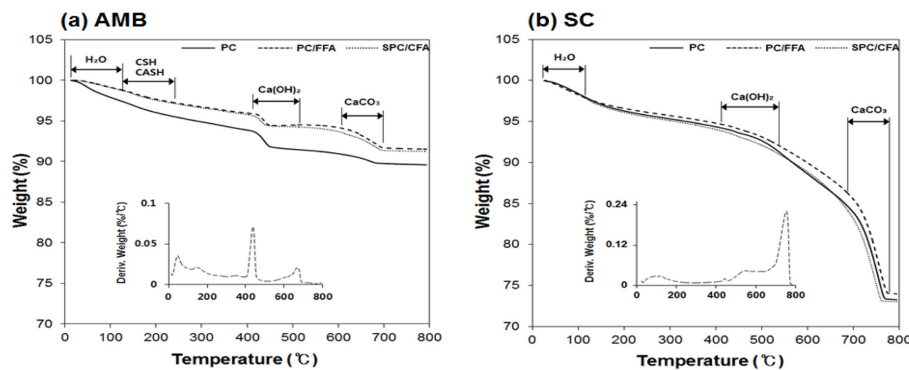 (a) AMB
PC PC/FFA SPC/CFA
H₂O
CSH
CASH
Ca(OH)₂
CaCO₃
105
100
95
90
85
80
75
70
Weight (%)
0 100 200 300 400 500 600 700 800
Temperature (℃)
0.1
0.05
0
Deriv. Weight (%/℃)
0 200 400 600 800
(b) SC
PC PC/FFA SPC/CFA
H₂O
Ca(OH)₂
CaCO₃
105
100
95
90
85
80
75
70
Weight (%)
0 100 200 300 400 500 600 700 800
Temperature (℃)
0.24
0.12
0
Deriv. Weight (%/℃)
0 200 400 600 800